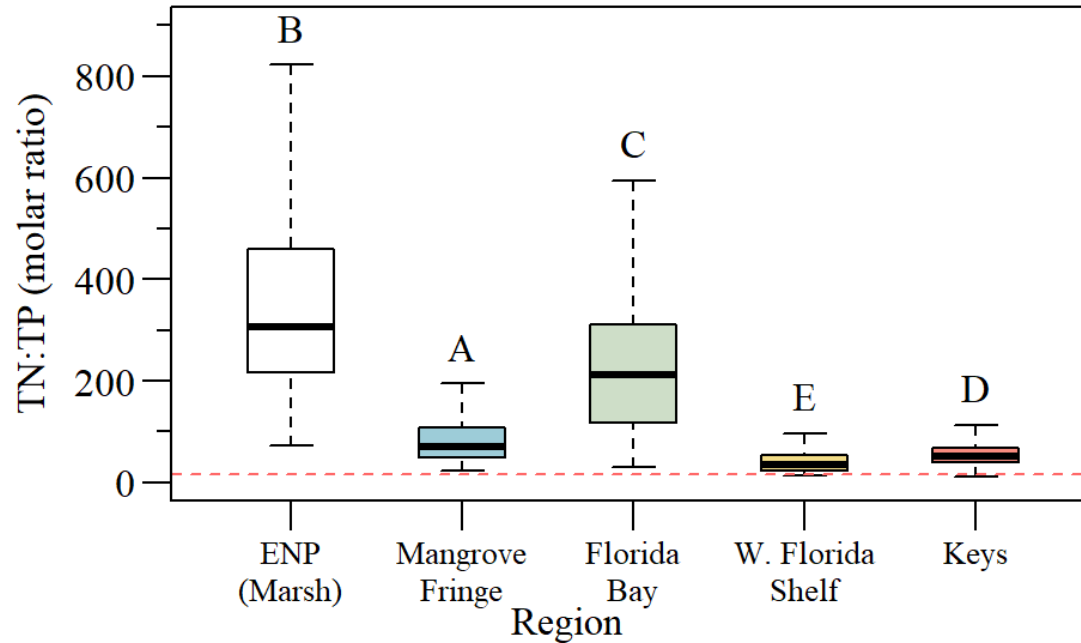 B
800
TN:TP (molar ratio)
C
600
400
A
200
E
D
0
ENP
(Marsh)
Mangrove
Fringe
Florida
Bay
W. Florida
Shelf
Keys
Region